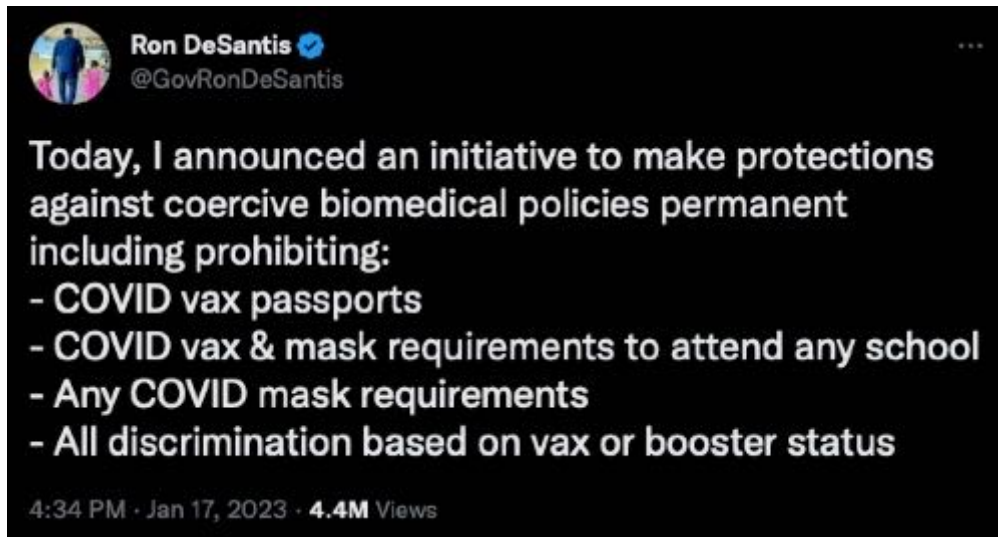 Ron DeSantis
@GovRonDeSantis
Today, I announced an initiative to make protections
against coercive biomedical policies permanent
including prohibiting:
- COVID vax passports
- COVID vax & mask requirements to attend any school
- Any COVID mask requirements
- All discrimination based on vax or booster status
4:34 PM · Jan 17, 2023 · 4.4M Views